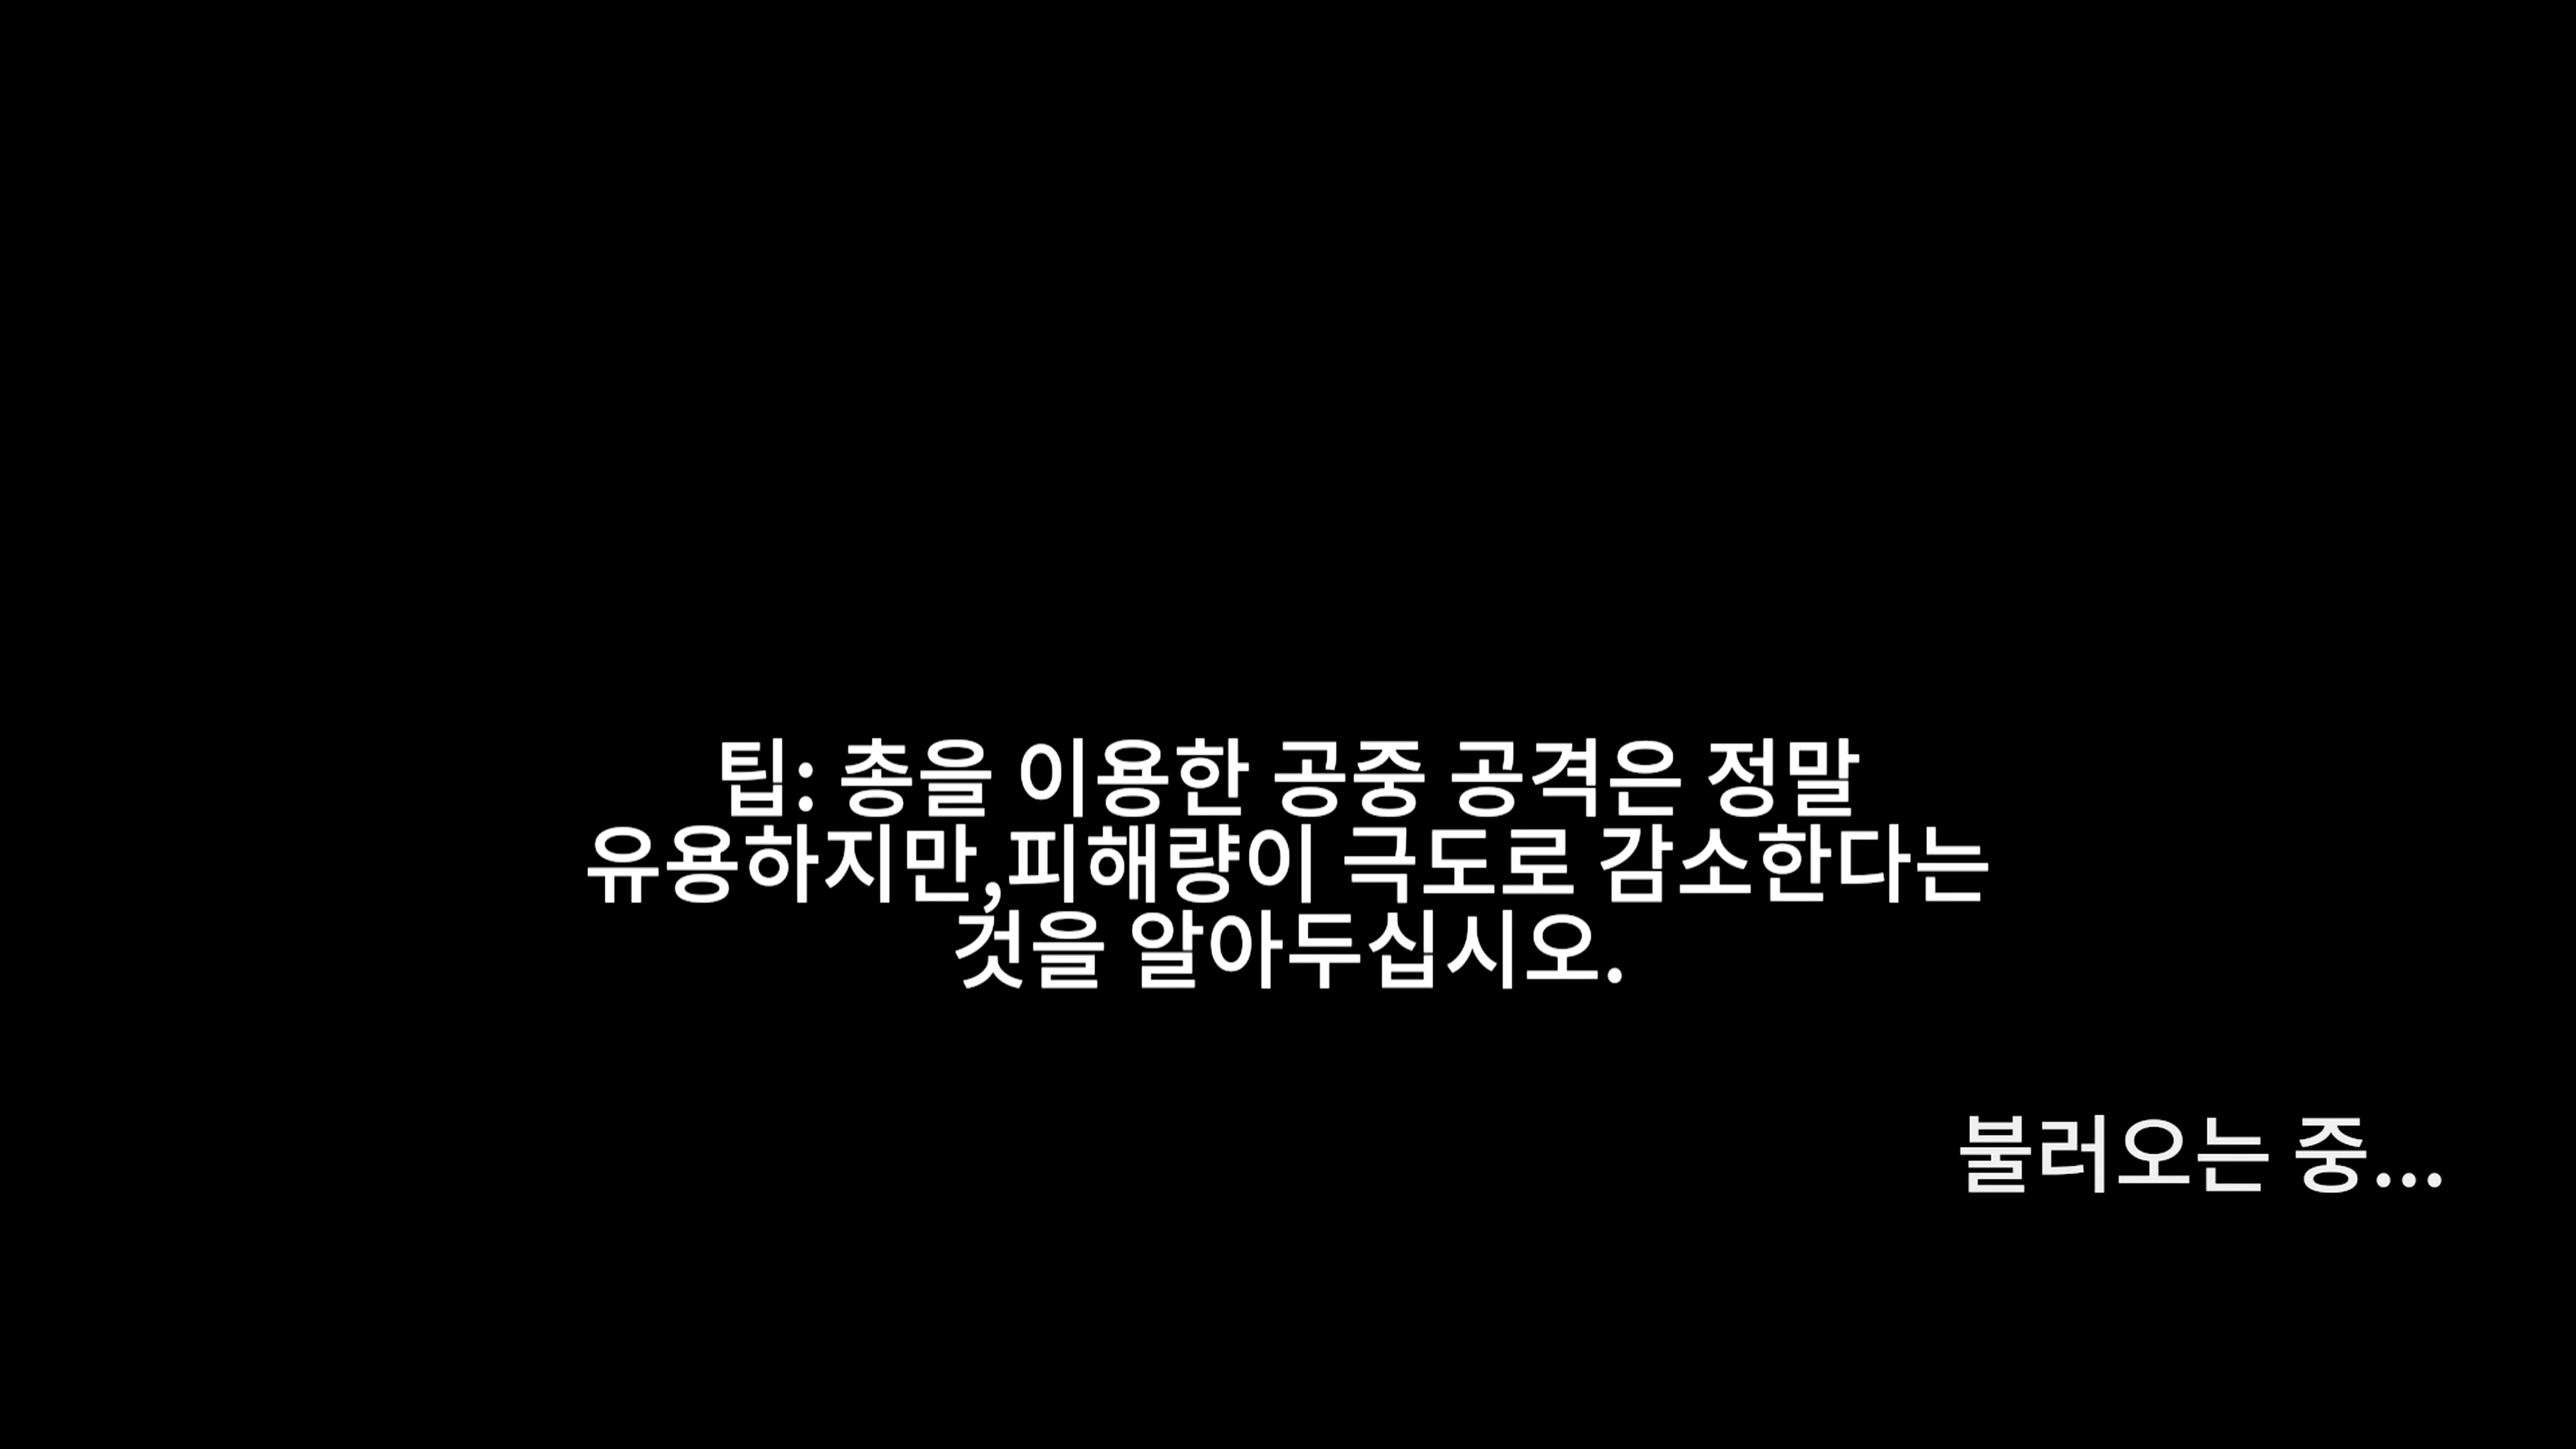 팁: 총을 이용한 공중 공격은 정말
유용하지만,피해량이 극도로 감소한다는
것을 알아두십시오.
불러오는 중...